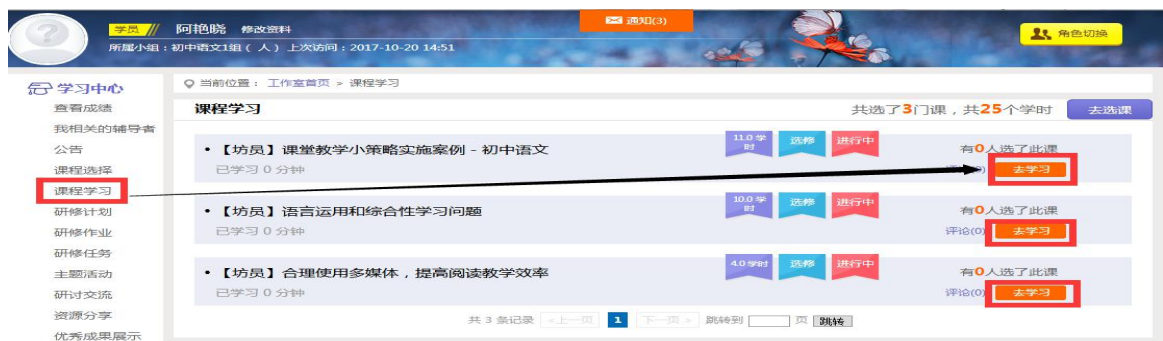 学员 // 阿艳晓 修改资料
通知(3)
角色切换
所属小组：初中语文1组（ 人）上次访问：2017-10-20 14:51
学习中心
查看成绩
我相关的辅导者
公告
课程选择
课程学习
研修计划
研修作业
研修任务
主题活动
研讨交流
资源分享
优秀成果展示
当前位置： 工作室首页 > 课程学习
课程学习
共选了3门课，共25个学时
去选课
• 【坊员】课堂教学小策略实施案例 - 初中语文
11.0 学时
选修
进行中
有0人选了此课
已学习 0 分钟
去学习
• 【坊员】语言运用和综合性学习问题
10.0 学时
选修
进行中
有0人选了此课
已学习 0 分钟
评论(0)
去学习
• 【坊员】合理使用多媒体，提高阅读教学效率
4.0 学时
选修
进行中
有0人选了此课
已学习 0 分钟
评论(0)
去学习
共 3 条记录 «上一页 1 下一页» 跳转到 页 跳转